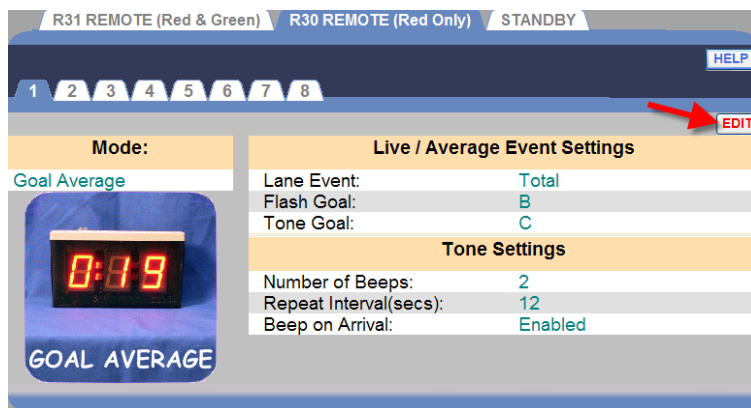 R31 REMOTE (Red & Green) R30 REMOTE (Red Only) STANDBY
HELP
1 2 3 4 5 6 7 8
EDIT
Mode: Live / Average Event Settings
Goal Average Lane Event: Total
Flash Goal: B
Tone Goal: C
Tone Settings
Number of Beeps: 2
Repeat Interval(secs): 12
Beep on Arrival: Enabled
0:19
GOAL AVERAGE